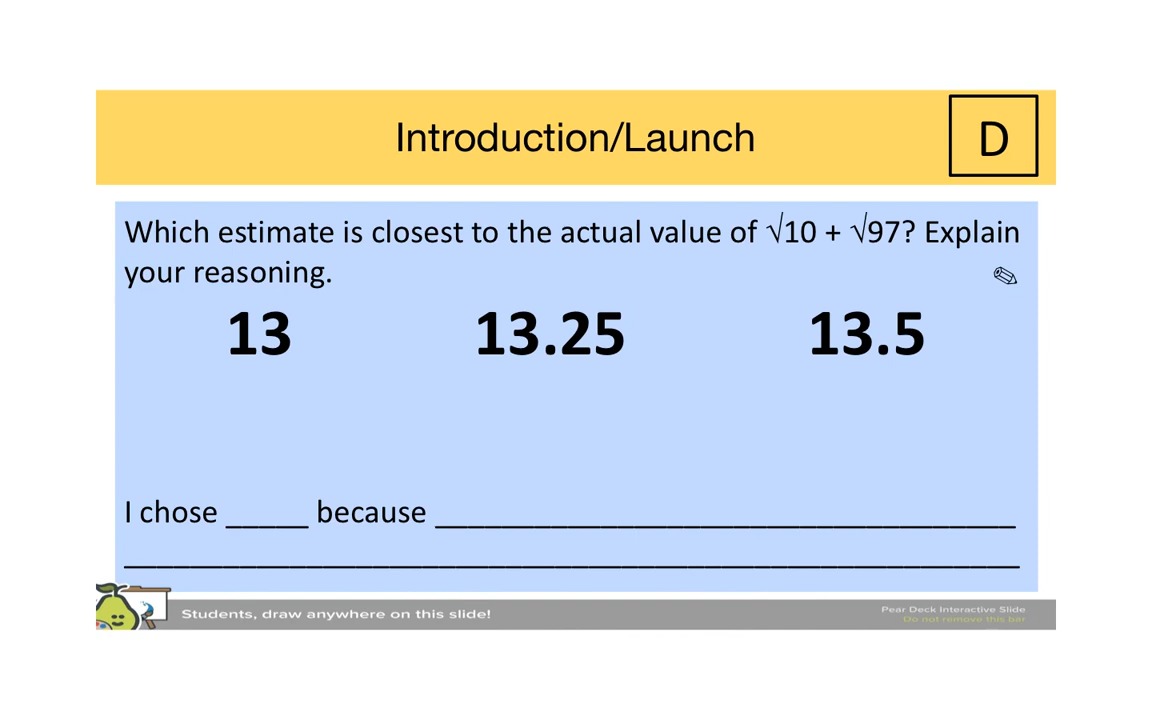 Introduction/Launch
D
Which estimate is closest to the actual value of √10 + √97? Explain
your reasoning. ✎
13 13.25 13.5
I chose _____ because ___________________________________
______________________________________________________
Students, draw anywhere on this slide!
Pear Deck Interactive Slide
Do not remove this bar